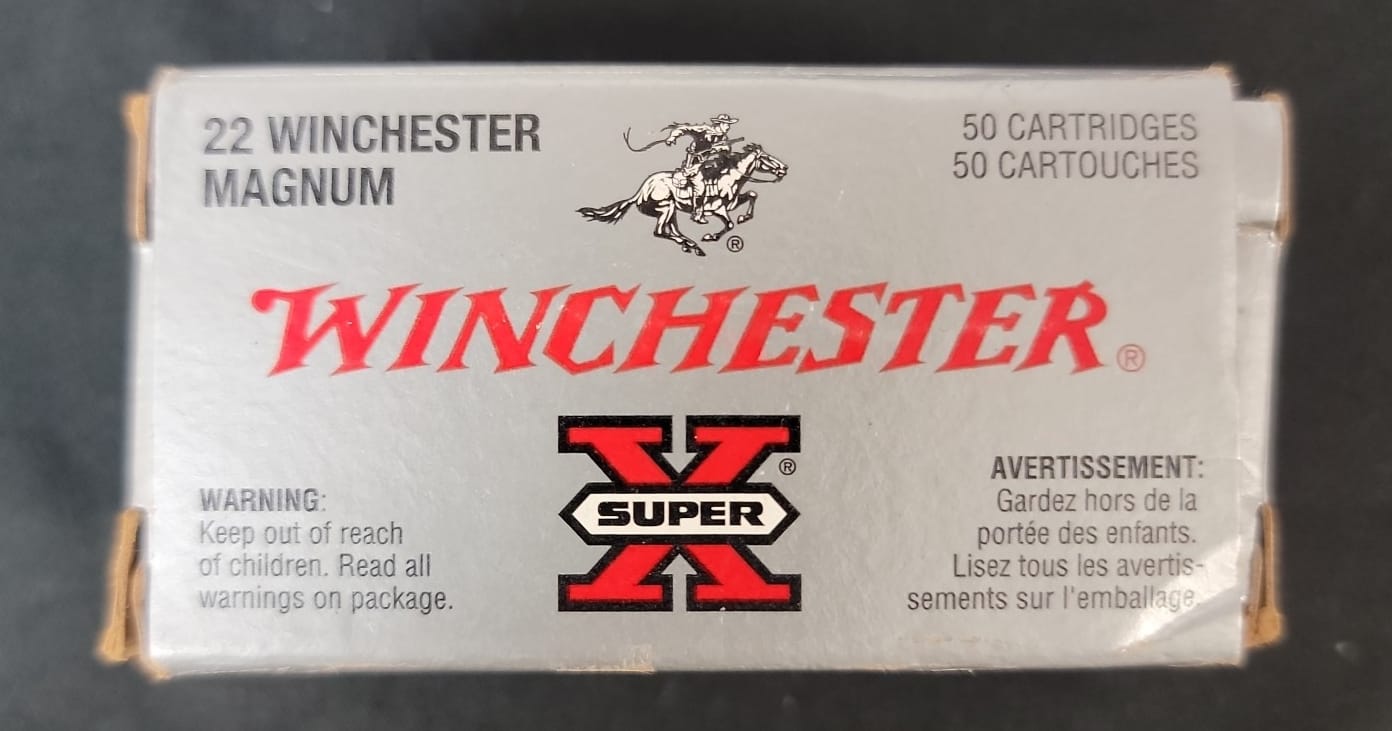 22 WINCHESTER
MAGNUM
50 CARTRIDGES
50 CARTOUCHES
®
WINCHESTER®
X®
SUPER
WARNING:
Keep out of reach
of children. Read all
warnings on package.
AVERTISSEMENT:
Gardez hors de la
portée des enfants.
Lisez tous les avertis-
sements sur l'emballage.